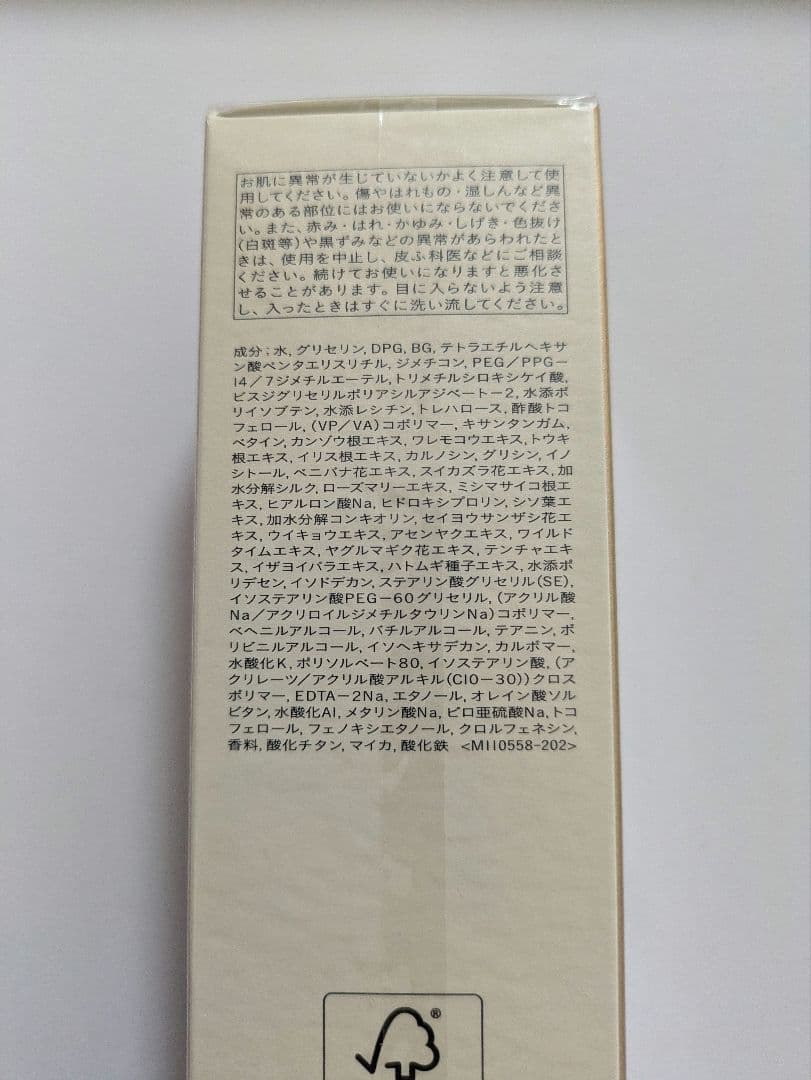 お肌に異常が生じていないかよく注意して使
用してください。傷やはれもの・湿しんなど異
常のある部位にはお使いにならないでくださ
い。また、赤み・はれ・かゆみ・しげき・色抜け
(白斑等)や黒ずみなどの異常があらわれたと
きは、使用を中止し、皮ふ科医などにご相談
ください。続けてお使いになりますと悪化さ
せることがあります。目に入らないよう注意
し、入ったときはすぐに洗い流してください。
成分;水, グリセリン, DPG, BG, テトラエチルヘキサ
ン酸ペンタエリスリチル, ジメチコン, PEG/PPG-
14/7ジメチルエーテル, トリメチルシロキシケイ酸,
ビスジグリセリルポリアシルアジペート-2, 水添ポ
リイソブテン, 水添レシチン, トレハロース, 酢酸トコ
フェロール, (VP/VA)コポリマー, キサンタンガム,
ベタイン, カンゾウ根エキス, ワレモコウエキス, トウキ
根エキス, イリス根エキス, カルノシン, グリシン, イノ
シトール, ベニバナ花エキス, スイカズラ花エキス, 加
水分解シルク, ローズマリーエキス, ミシマサイコ根エ
キス, ヒアルロン酸Na, ヒドロキシプロリン, シソ葉エ
キス, 加水分解コンキオリン, セイヨウサンザシ花エ
キス, ウイキョウエキス, アセンヤクエキス, ワイルド
タイムエキス, ヤグルマギク花エキス, テンチャエキ
ス, イザヨイバラエキス, ハトムギ種子エキス, 水添ポ
リデセン, イソドデカン, ステアリン酸グリセリル(SE),
イソステアリン酸PEG-60グリセリル, (アクリル酸
Na/アクリロイルジメチルタウリンNa)コポリマー,
ベヘニルアルコール, バチルアルコール, テアニン, ポ
リビニルアルコール, イソヘキサデカン, カルボマー,
水酸化K, ポリソルベート80, イソステアリン酸, (ア
クリレーツ/アクリル酸アルキル(C10-30))クロス
ポリマー, EDTA-2Na, エタノール, オレイン酸ソル
ビタン, 水酸化Al, メタリン酸Na, ピロ亜硫酸Na, トコ
フェロール, フェノキシエタノール, クロルフェネシン,
香料, 酸化チタン, マイカ, 酸化鉄 <M110558-202>
®